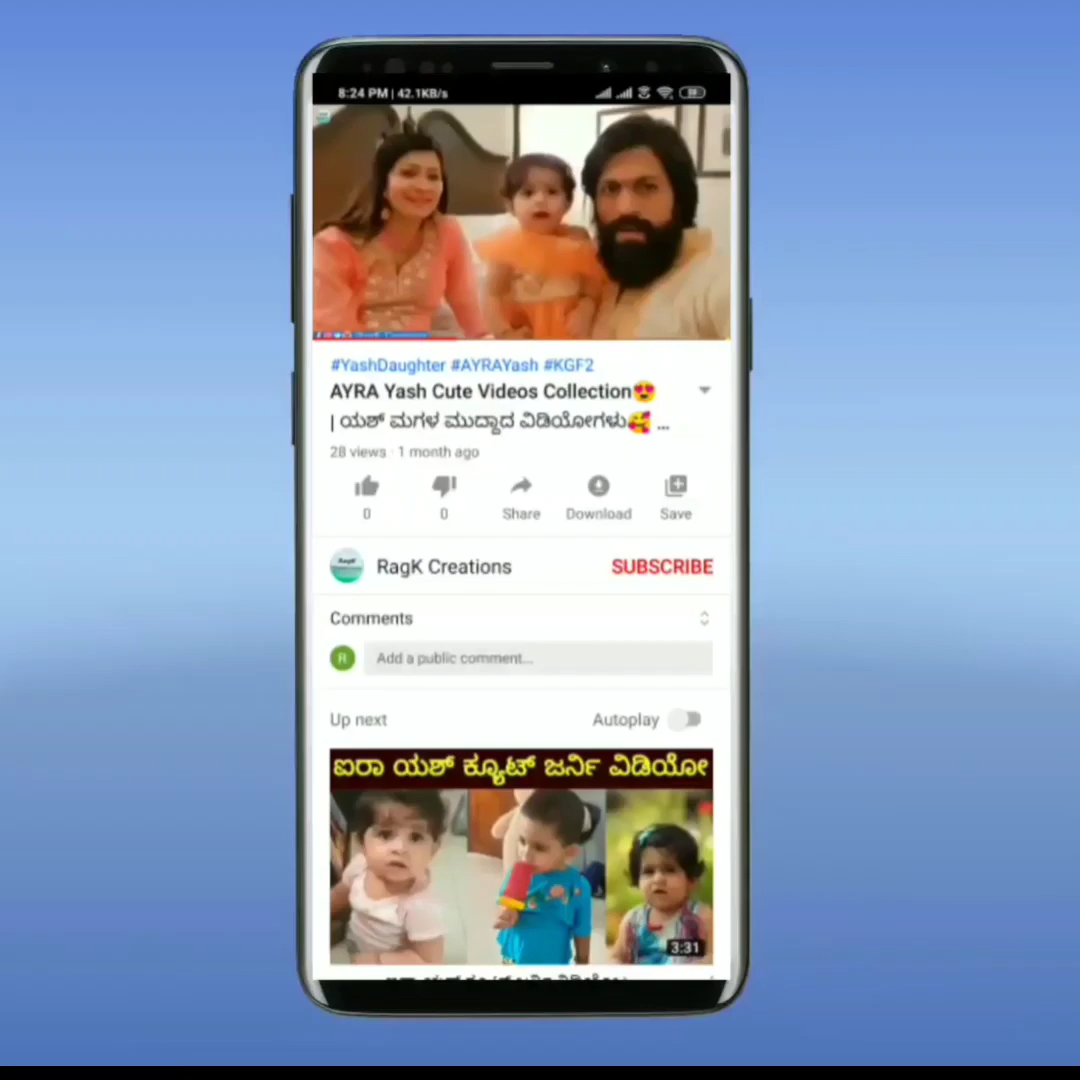 8:24 PM | 42.1KB/s
#YashDaughter #AYRAYash #KGF2
AYRA Yash Cute Videos Collection😍
| ಯಶ್ ಮಗಳ ಮುದ್ದಾದ ವಿಡಿಯೋಗಳು🥰 ...
28 views · 1 month ago
0
0
Share
Download
Save
RagK
RagK Creations
SUBSCRIBE
Comments
R
Add a public comment...
Up next
Autoplay
ಐರಾ ಯಶ್ ಕ್ಯೂಟ್ ಜರ್ನಿ ವಿಡಿಯೋ
3:31